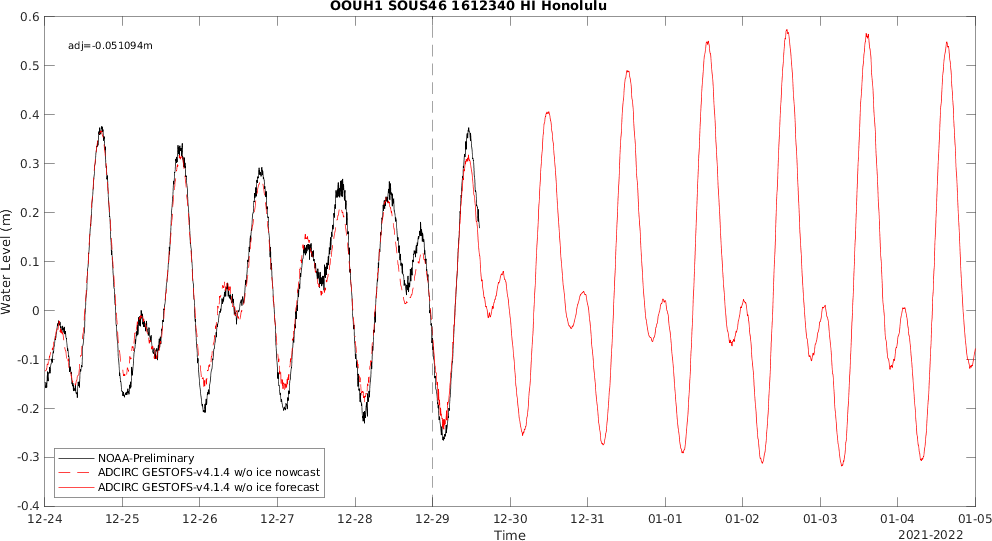 OOUH1 SOUS46 1612340 HI Honolulu
adj=-0.051094m
0.6
0.5
0.4
0.3
0.2
0.1
0
-0.1
-0.2
-0.3
-0.4
Water Level (m)
NOAA-Preliminary
ADCIRC GESTOFS-v4.1.4 w/o ice nowcast
ADCIRC GESTOFS-v4.1.4 w/o ice forecast
12-24 12-25 12-26 12-27 12-28 12-29 12-30 12-31 01-01 01-02 01-03 01-04 01-05
Time
2021-2022